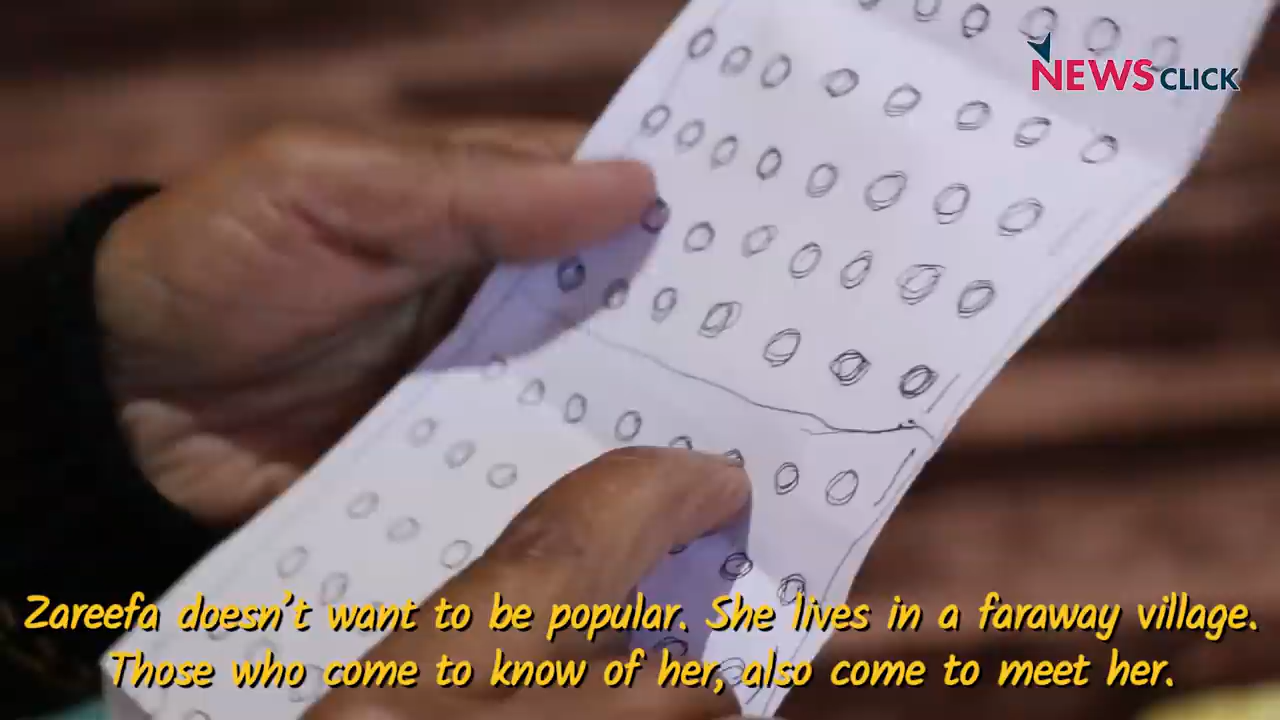 NEWSCLICK
Zareefa doesn't want to be popular. She lives in a faraway village.
Those who come to know of her, also come to meet her.